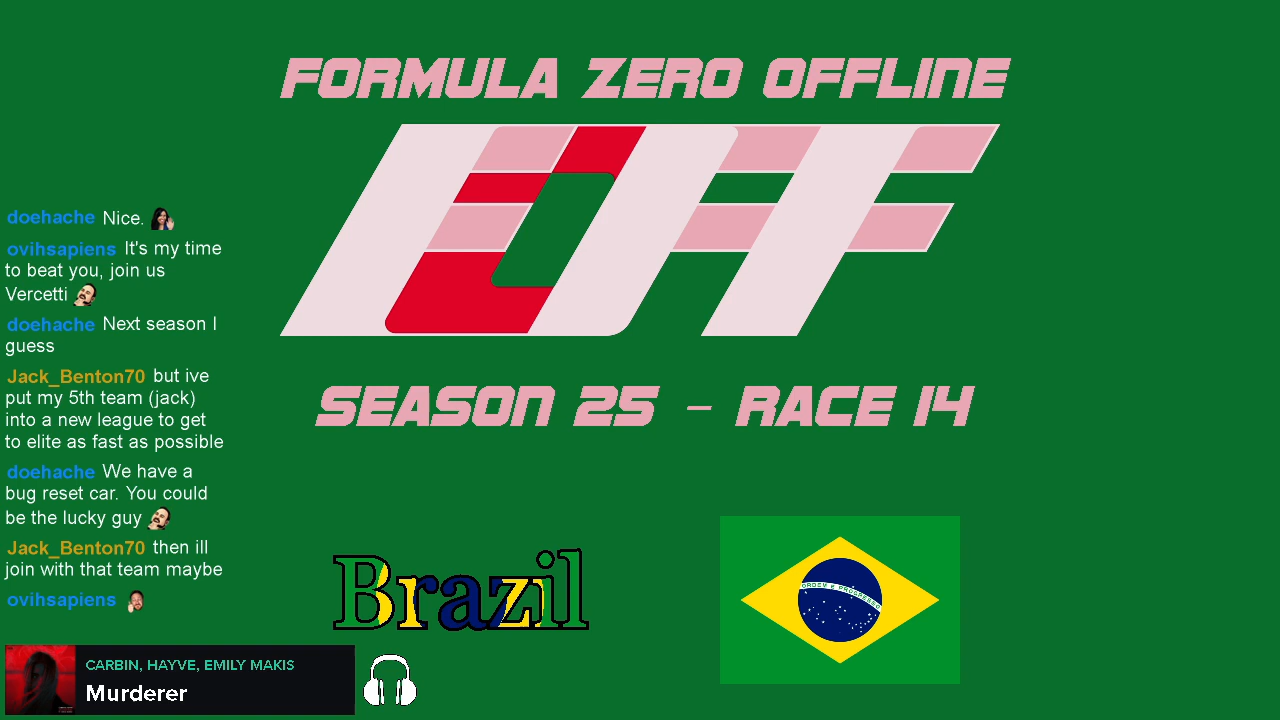 FORMULA ZERO OFFLINE
SEASON 25 - RACE 14
doehache Nice.
ovihsapiens It's my time
to beat you, join us
Vercetti
doehache Next season I
guess
Jack_Benton70 but ive
put my 5th team (jack)
into a new league to get
to elite as fast as possible
doehache We have a
bug reset car. You could
be the lucky guy
Jack_Benton70 then ill
join with that team maybe
ovihsapiens
Brazil
ORDEM E PROGRESSO
CARBIN, HAYVE, EMILY MAKIS
Murderer